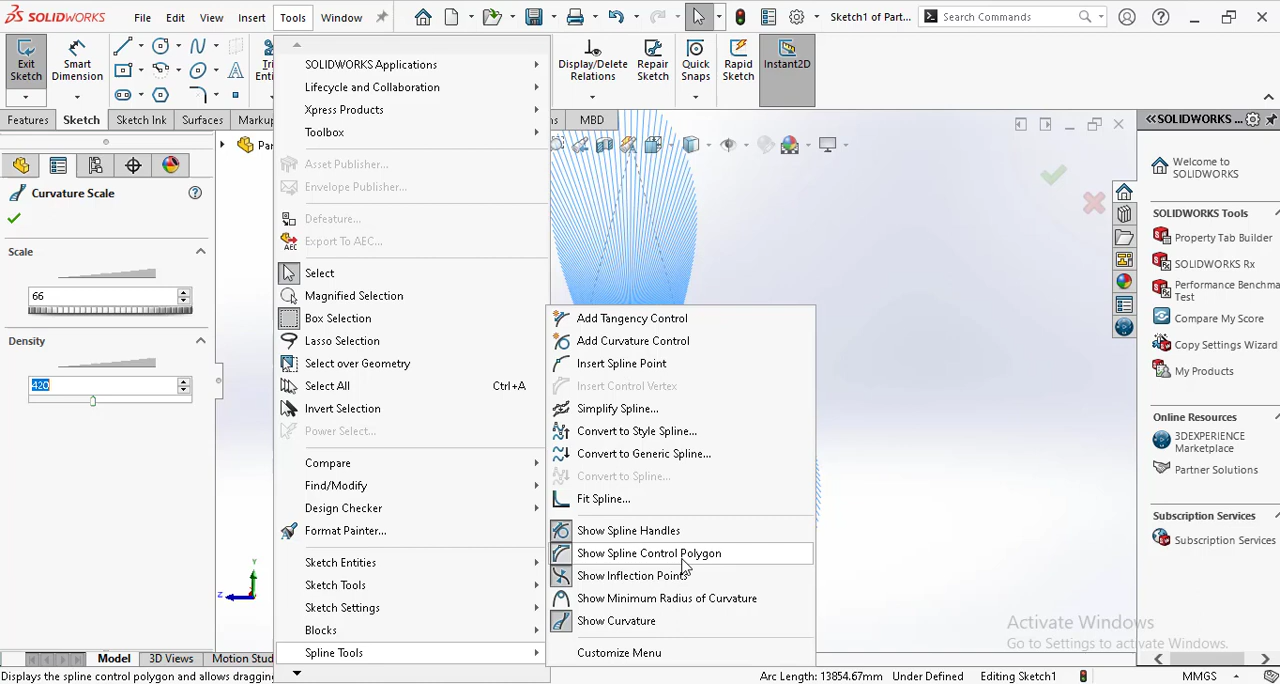 SOLIDWORKS File Edit View Insert Tools Window Sketch1 of Part... Search Commands
Exit Sketch
Smart Dimension
Display/Delete Relations
Repair Sketch
Quick Snaps
Rapid Sketch
Instant2D
Features Sketch Sketch Ink Surfaces Markup MBD
Curvature Scale
Scale
66
Density
420
SOLIDWORKS Applications
Lifecycle and Collaboration
Xpress Products
Toolbox
Asset Publisher...
Envelope Publisher...
Defeature...
Export To AEC...
Select
Magnified Selection
Box Selection
Lasso Selection
Select over Geometry
Select All Ctrl+A
Invert Selection
Power Select...
Compare
Find/Modify
Design Checker
Format Painter...
Sketch Entities
Sketch Tools
Sketch Settings
Blocks
Spline Tools
Add Tangency Control
Add Curvature Control
Insert Spline Point
Insert Control Vertex
Simplify Spline...
Convert to Style Spline...
Convert to Generic Spline...
Convert to Spline...
Fit Spline...
Show Spline Handles
Show Spline Control Polygon
Show Inflection Points
Show Minimum Radius of Curvature
Show Curvature
Customize Menu
SOLIDWORKS ...
Welcome to
SOLIDWORKS
SOLIDWORKS Tools
Property Tab Builder
SOLIDWORKS Rx
Performance Benchma
Test
Compare My Score
Copy Settings Wizard
My Products
Online Resources
3DEXPERIENCE
Marketplace
Partner Solutions
Subscription Services
Subscription Services
Activate Windows
Go to Settings to activate Windows.
Y
Z
Model 3D Views Motion Stud
Displays the spline control polygon and allows dragging
Arc Length: 13854.67mm Under Defined Editing Sketch1 MMGS